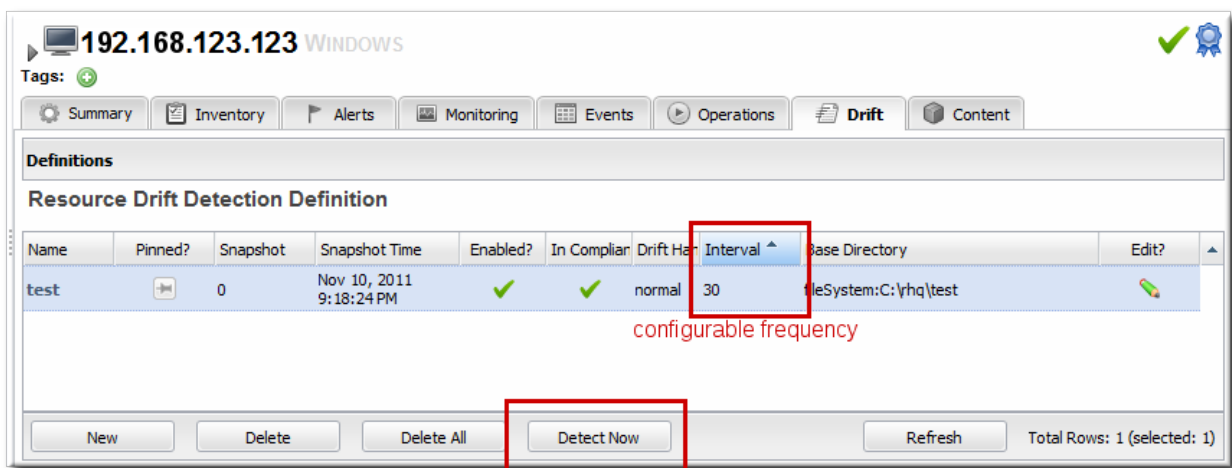 192.168.123.123 WINDOWS
Tags:
Summary Inventory Alerts Monitoring Events Operations Drift Content
Definitions
Resource Drift Detection Definition
Name Pinned? Snapshot Snapshot Time Enabled? In Complian Drift Han Interval Base Directory Edit?
test 0 Nov 10, 2011 normal 30 fileSystem:C:\rhq\test
9:18:24 PM
configurable frequency
New Delete Delete All Detect Now Refresh Total Rows: 1 (selected: 1)